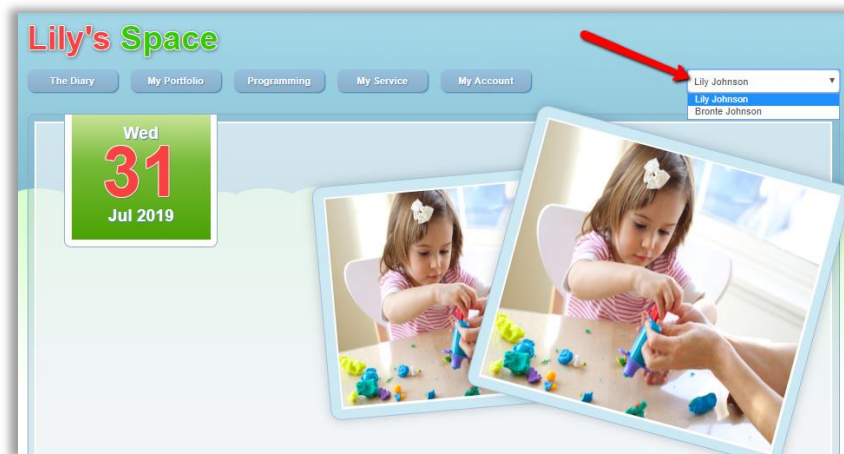 Lily's Space
The Diary
My Portfolio
Programming
My Service
My Account
Lily Johnson
Lily Johnson
Bronte Johnson
Wed
31
Jul 2019